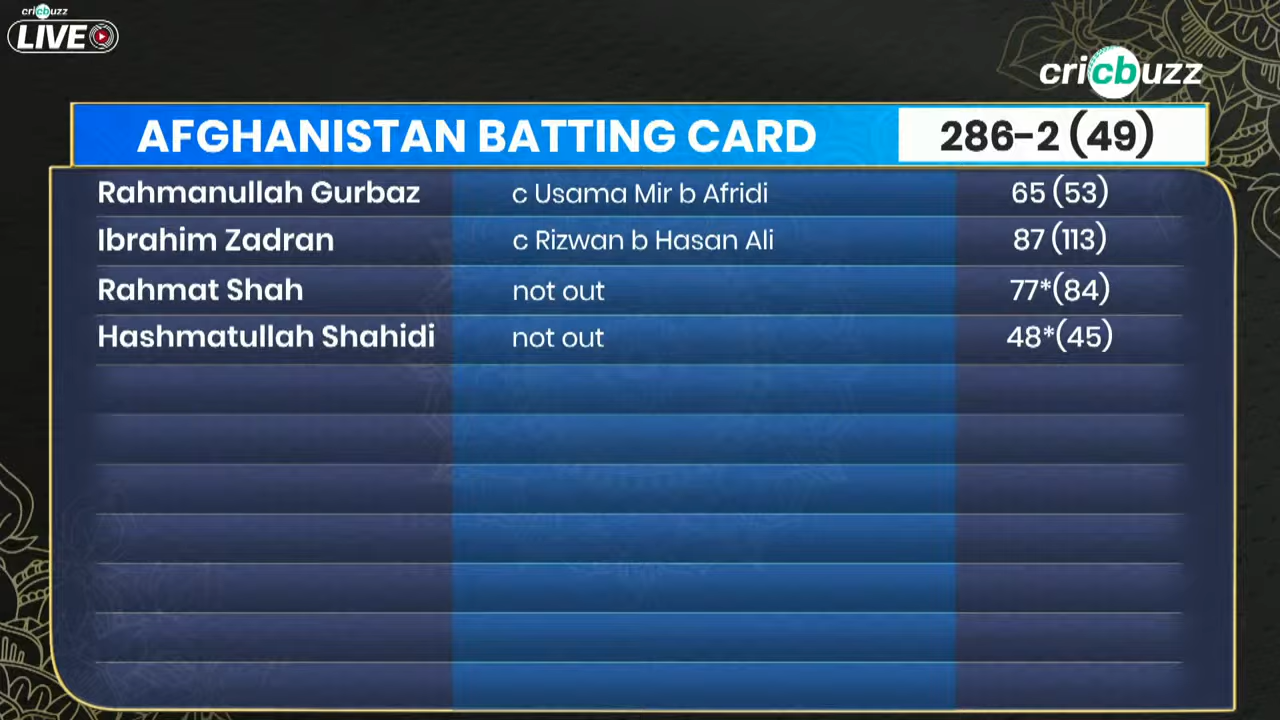 cricbuzz
LIVE
cricbuzz
AFGHANISTAN BATTING CARD 286-2 (49)
Rahmanullah Gurbaz c Usama Mir b Afridi 65 (53)
Ibrahim Zadran c Rizwan b Hasan Ali 87 (113)
Rahmat Shah not out 77*(84)
Hashmatullah Shahidi not out 48*(45)